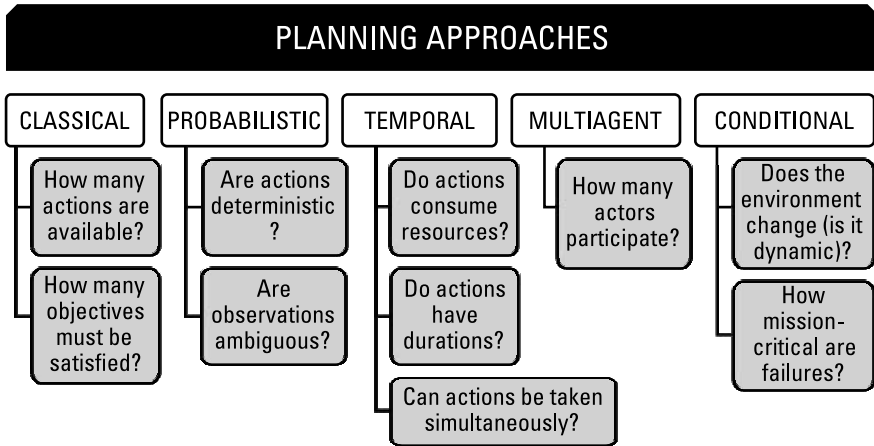 PLANNING APPROACHES
CLASSICAL
How many
actions are
available?
How many
objectives
must be
satisfied?
PROBABILISTIC
Are actions
deterministic
?
Are
observations
ambiguous?
TEMPORAL
Do actions
consume
resources?
Do actions
have
durations?
Can actions be taken
simultaneously?
MULTIAGENT
How many
actors
participate?
CONDITIONAL
Does the
environment
change (is it
dynamic)?
How
mission-
critical are
failures?